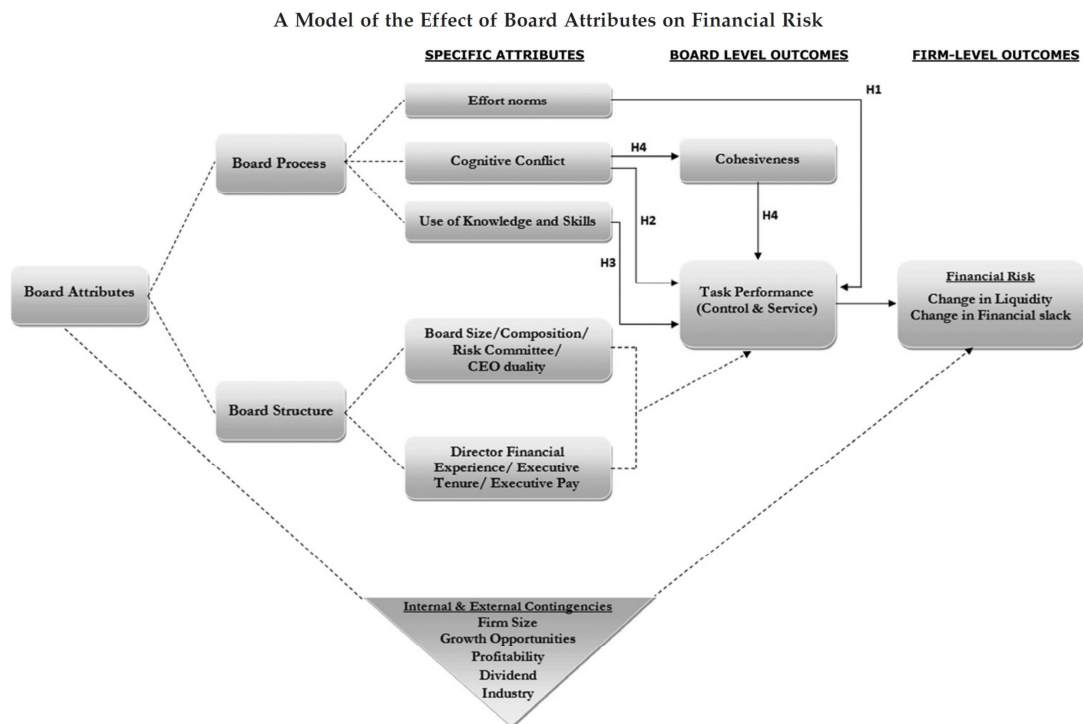 A Model of the Effect of Board Attributes on Financial Risk
SPECIFIC ATTRIBUTES
BOARD LEVEL OUTCOMES
FIRM-LEVEL OUTCOMES
H1
Effort norms
Board Process
Cognitive Conflict
H4
Cohesiveness
Use of Knowledge and Skills
H2
H4
H3
Board Attributes
Task Performance
(Control & Service)
Financial Risk
Change in Liquidity
Change in Financial slack
Board Size/Composition/
Risk Committee/
CEO duality
Board Structure
Director Financial
Experience/ Executive
Tenure/ Executive Pay
Internal & External Contingencies
Firm Size
Growth Opportunities
Profitability
Dividend
Industry